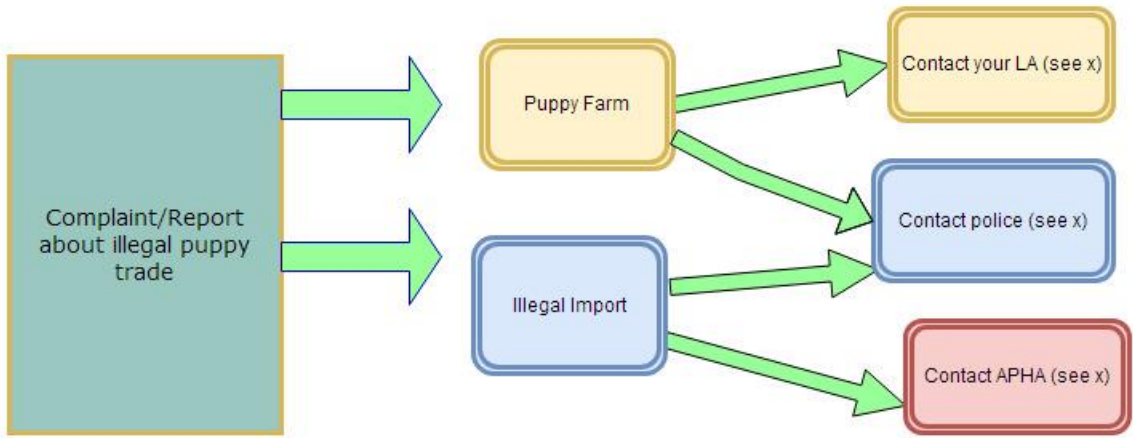 Complaint/Report
about illegal puppy
trade
Puppy Farm
Illegal Import
Contact your LA (see x)
Contact police (see x)
Contact APHA (see x)